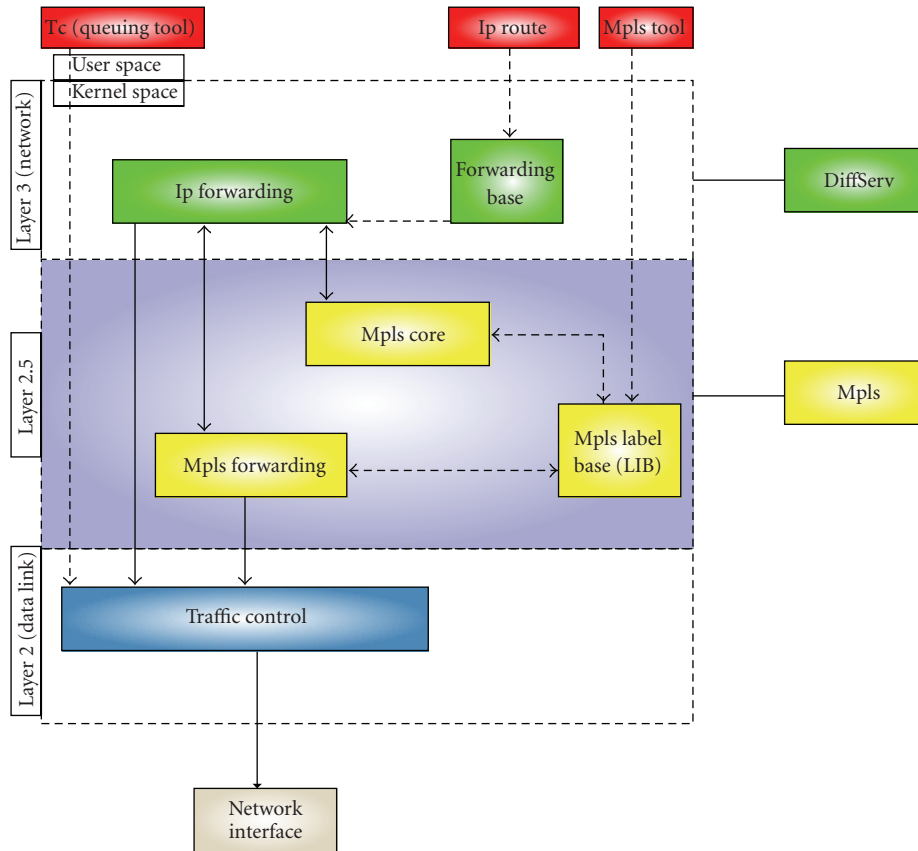 Tc (queuing tool)
Ip route
Mpls tool
User space
Kernel space
Layer 3 (network)
Ip forwarding
Forwarding
base
DiffServ
Layer 2.5
Mpls core
Mpls
Mpls forwarding
Mpls label
base (LIB)
Layer 2 (data link)
Traffic control
Network
interface